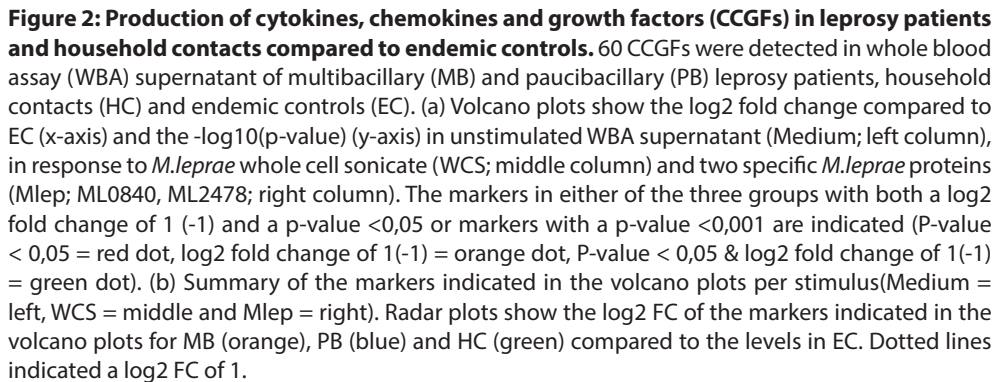 Figure 2: Production of cytokines, chemokines and growth factors (CCGFs) in leprosy patients
and household contacts compared to endemic controls. 60 CCGFs were detected in whole blood
assay (WBA) supernatant of multibacillary (MB) and paucibacillary (PB) leprosy patients, household
contacts (HC) and endemic controls (EC). (a) Volcano plots show the log2 fold change compared to
EC (x-axis) and the -log10(p-value) (y-axis) in unstimulated WBA supernatant (Medium; left column),
in response to M.leprae whole cell sonicate (WCS; middle column) and two specific M.leprae proteins
(Mlep; ML0840, ML2478; right column). The markers in either of the three groups with both a log2
fold change of 1 (-1) and a p-value <0,05 or markers with a p-value <0,001 are indicated (P-value
< 0,05 = red dot, log2 fold change of 1(-1) = orange dot, P-value < 0,05 & log2 fold change of 1(-1)
= green dot). (b) Summary of the markers indicated in the volcano plots per stimulus(Medium =
left, WCS = middle and Mlep = right). Radar plots show the log2 FC of the markers indicated in the
volcano plots for MB (orange), PB (blue) and HC (green) compared to the levels in EC. Dotted lines
indicated a log2 FC of 1.